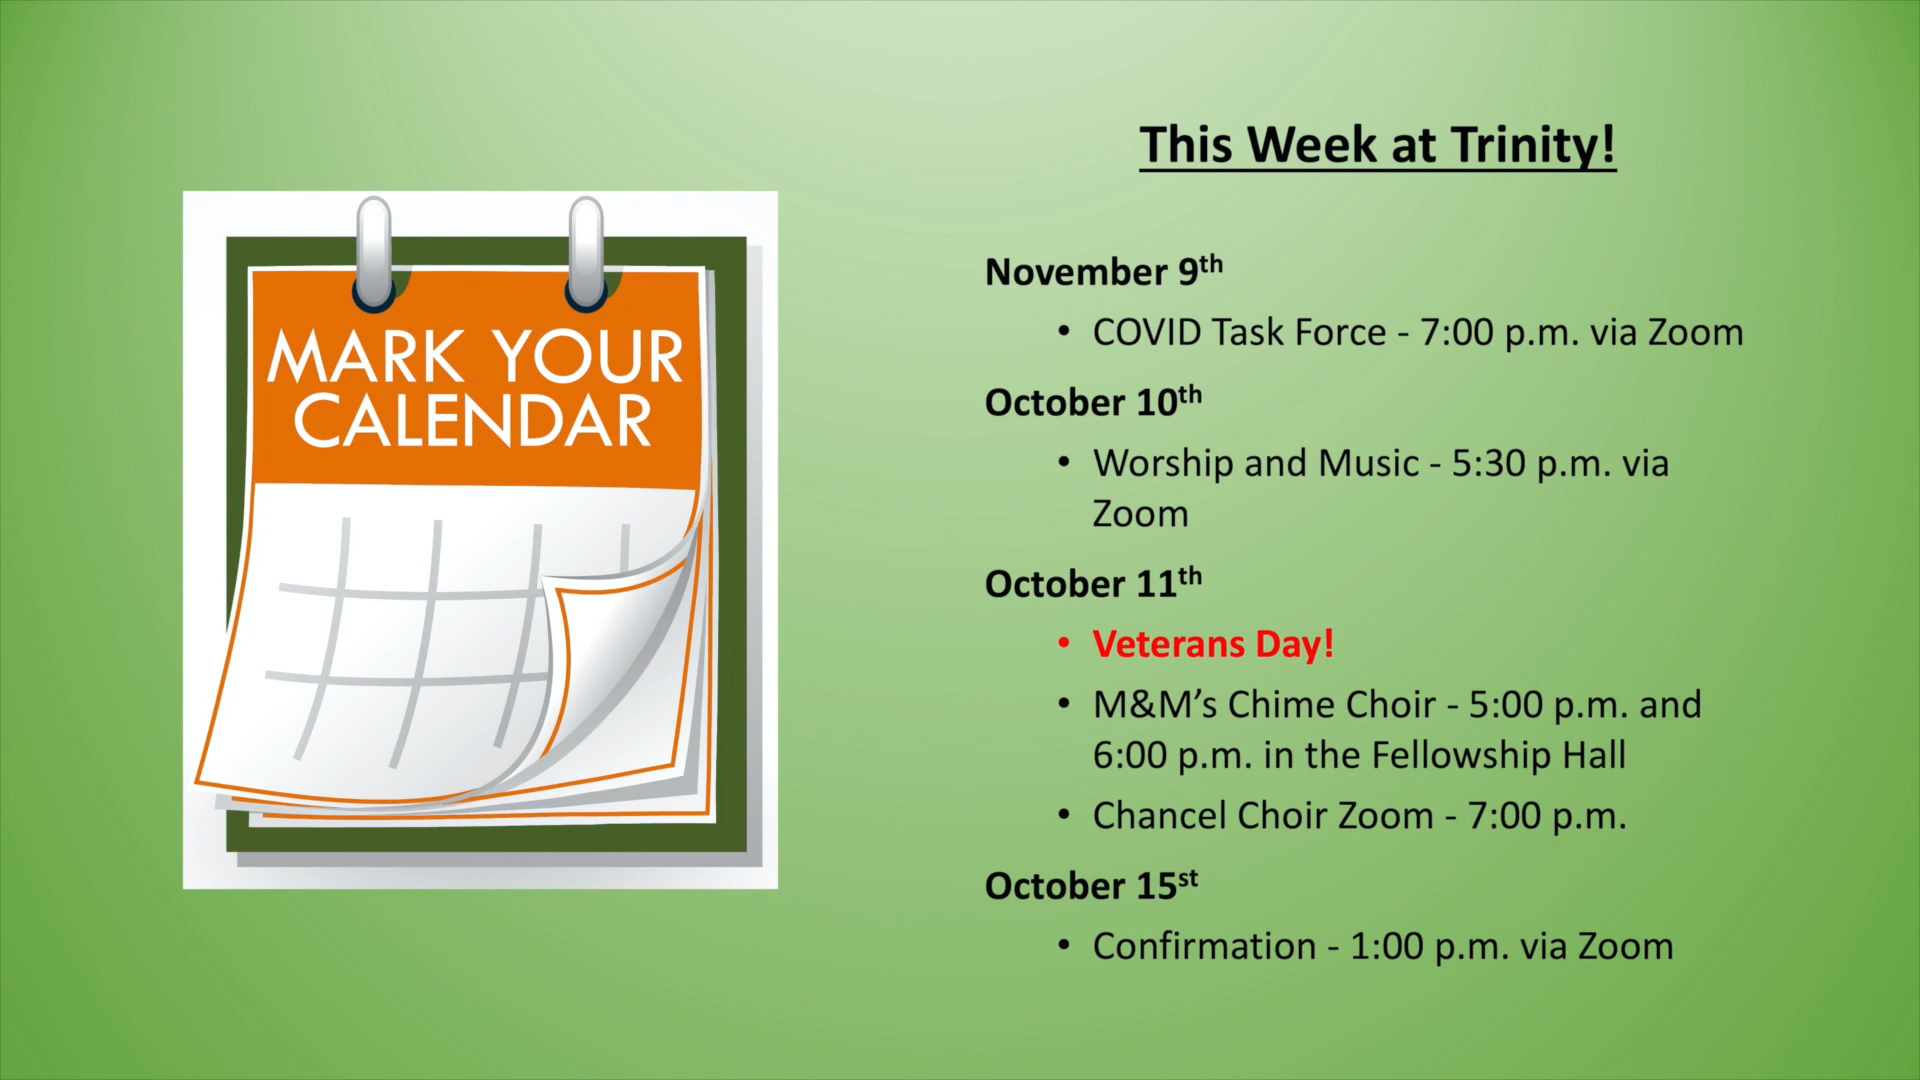 This Week at Trinity!
MARK YOUR
CALENDAR
November 9th
• COVID Task Force - 7:00 p.m. via Zoom
October 10th
• Worship and Music - 5:30 p.m. via
Zoom
October 11th
• Veterans Day!
• M&M’s Chime Choir - 5:00 p.m. and
6:00 p.m. in the Fellowship Hall
• Chancel Choir Zoom - 7:00 p.m.
October 15st
• Confirmation - 1:00 p.m. via Zoom